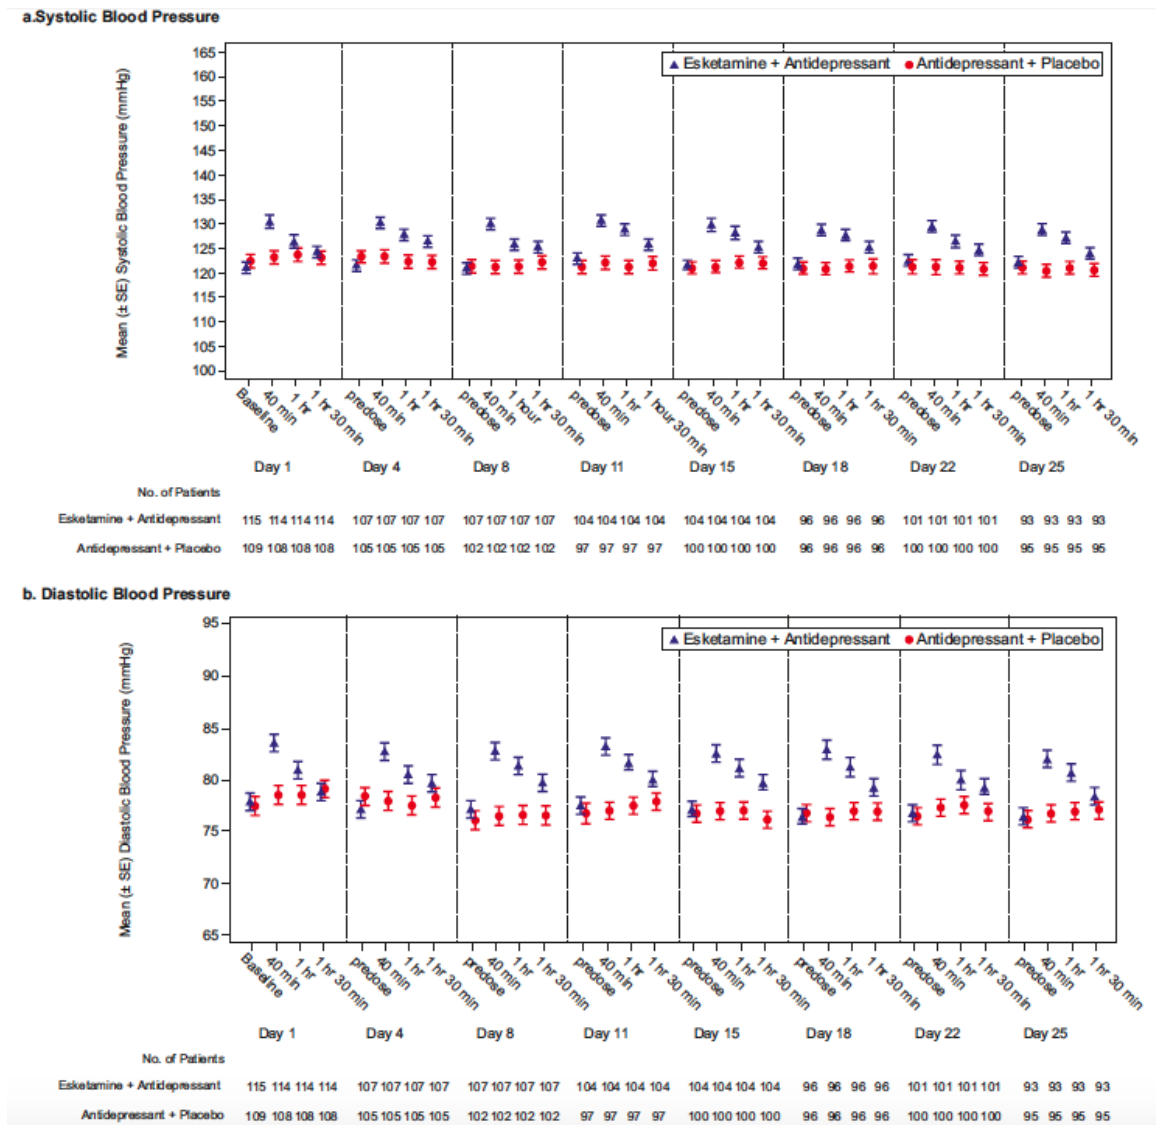 a.Systolic Blood Pressure
Mean (± SE) Systolic Blood Pressure (mmHg)
165
160
155
150
145
140
135
130
125
120
115
110
105
100
Esketamine + Antidepressant Antidepressant + Placebo
Baseline 40 min 1 hr 1 hr 30 min predose 40 min 1 hr 1 hr 30 min predose 40 min 1 hour 1 hr 30 min predose 40 min 1 hr 1 hour 30 min predose 40 min 1 hr 1 hr 30 min predose 40 min 1 hr 1 hr 30 min predose 40 min 1 hr 1 hr 30 min predose 40 min 1 hr 1 hr 30 min
Day 1 Day 4 Day 8 Day 11 Day 15 Day 18 Day 22 Day 25
No. of Patients
Esketamine + Antidepressant 115 114 114 114 107 107 107 107 107 107 107 107 104 104 104 104 104 104 104 104 96 96 96 96 101 101 101 101 93 93 93 93
Antidepressant + Placebo 109 108 108 108 105 105 105 105 102 102 102 102 97 97 97 97 100 100 100 100 96 96 96 96 100 100 100 100 95 95 95 95
b. Diastolic Blood Pressure
Mean (± SE) Diastolic Blood Pressure (mmHg)
95
90
85
80
75
70
65
Esketamine + Antidepressant Antidepressant + Placebo
Baseline 40 min 1 hr 1 hr 30 min predose 40 min 1 hr 1 hr 30 min predose 40 min 1 hr 1 hr 30 min predose 40 min 1 hr 1 hr 30 min predose 40 min 1 hr 1 hr 30 min predose 40 min 1 hr 1 hr 30 min predose 40 min 1 hr 1 hr 30 min predose 40 min 1 hr 1 hr 30 min
Day 1 Day 4 Day 8 Day 11 Day 15 Day 18 Day 22 Day 25
No. of Patients
Esketamine + Antidepressant 115 114 114 114 107 107 107 107 107 107 107 107 104 104 104 104 104 104 104 104 96 96 96 96 101 101 101 101 93 93 93 93
Antidepressant + Placebo 109 108 108 108 105 105 105 105 102 102 102 102 97 97 97 97 100 100 100 100 96 96 96 96 100 100 100 100 95 95 95 95